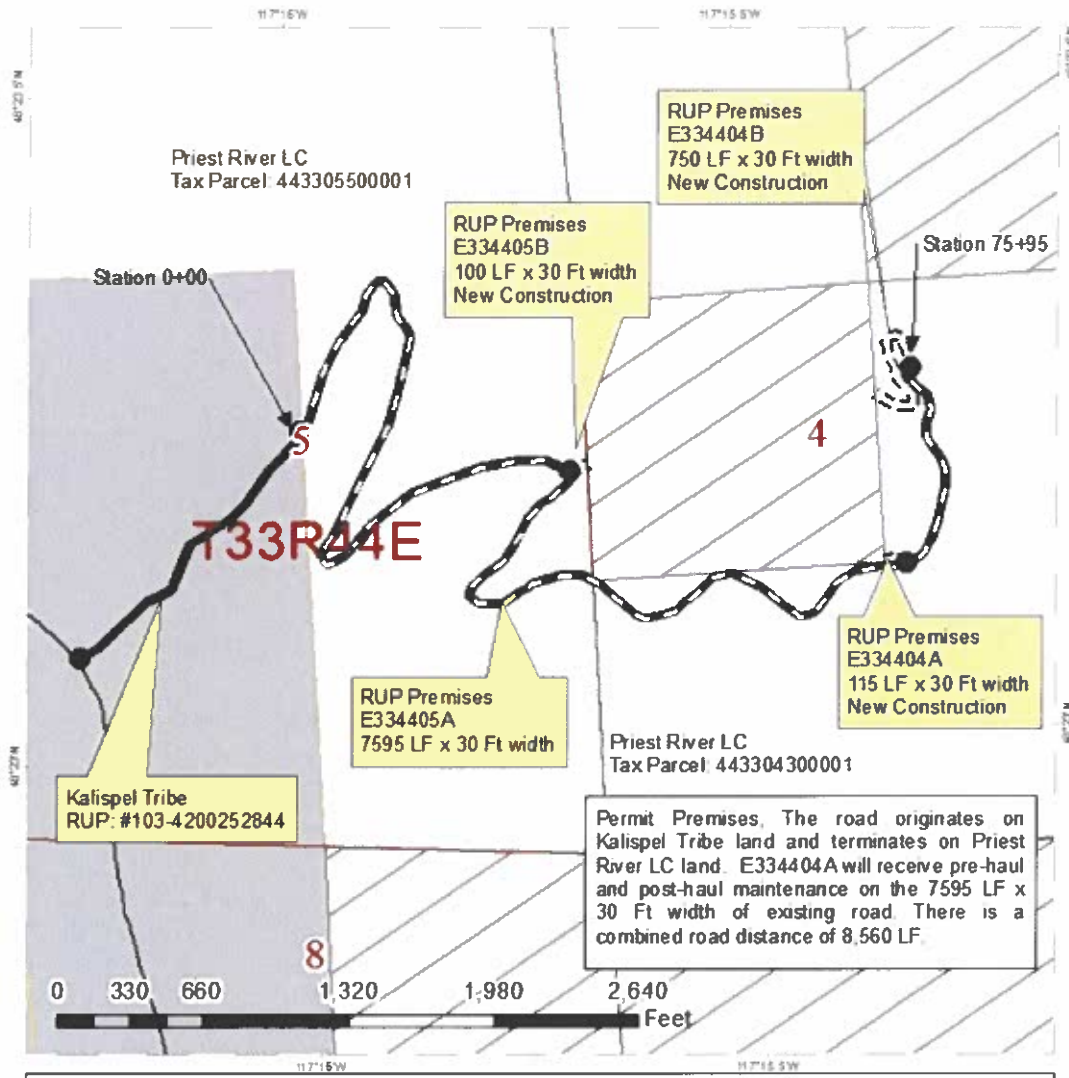 117°15'W
117°15.5'W
RUP Premises
E334404B
750 LF x 30 Ft width
New Construction
Priest River LC
Tax Parcel: 443305500001
RUP Premises
E334405B
100 LF x 30 Ft width
New Construction
Station 75+95
Station 0+00
5
4
T33R44E
RUP Premises
E334404A
115 LF x 30 Ft width
New Construction
RUP Premises
E334405A
7595 LF x 30 Ft width
Priest River LC
Tax Parcel: 443304300001
48°27'N
Kalispel Tribe
RUP: #103-4200252844
Permit Premises, The road originates on
Kalispel Tribe land and terminates on Priest
River LC land. E334404A will receive pre-haul
and post-haul maintenance on the 7595 LF x
30 Ft width of existing road. There is a
combined road distance of 8,560 LF.
8
0 330 660 1,320 1,980 2,640
Feet
117°15'W
117°15.5'W